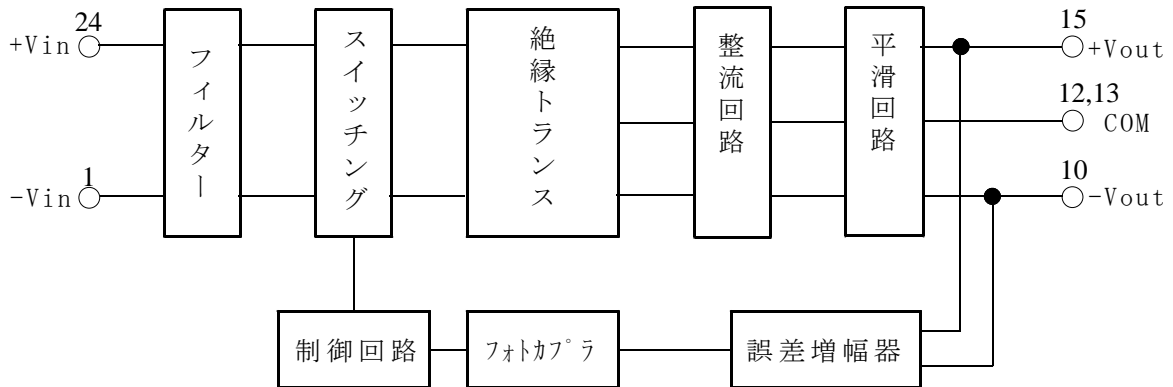 24
+Vin
1
-Vin
フィルター
スイッチング
絶縁トランス
整流回路
平滑回路
15
+Vout
12,13
COM
10
-Vout
制御回路
ﾌｫﾄｶﾌﾟﾗ
誤差増幅器